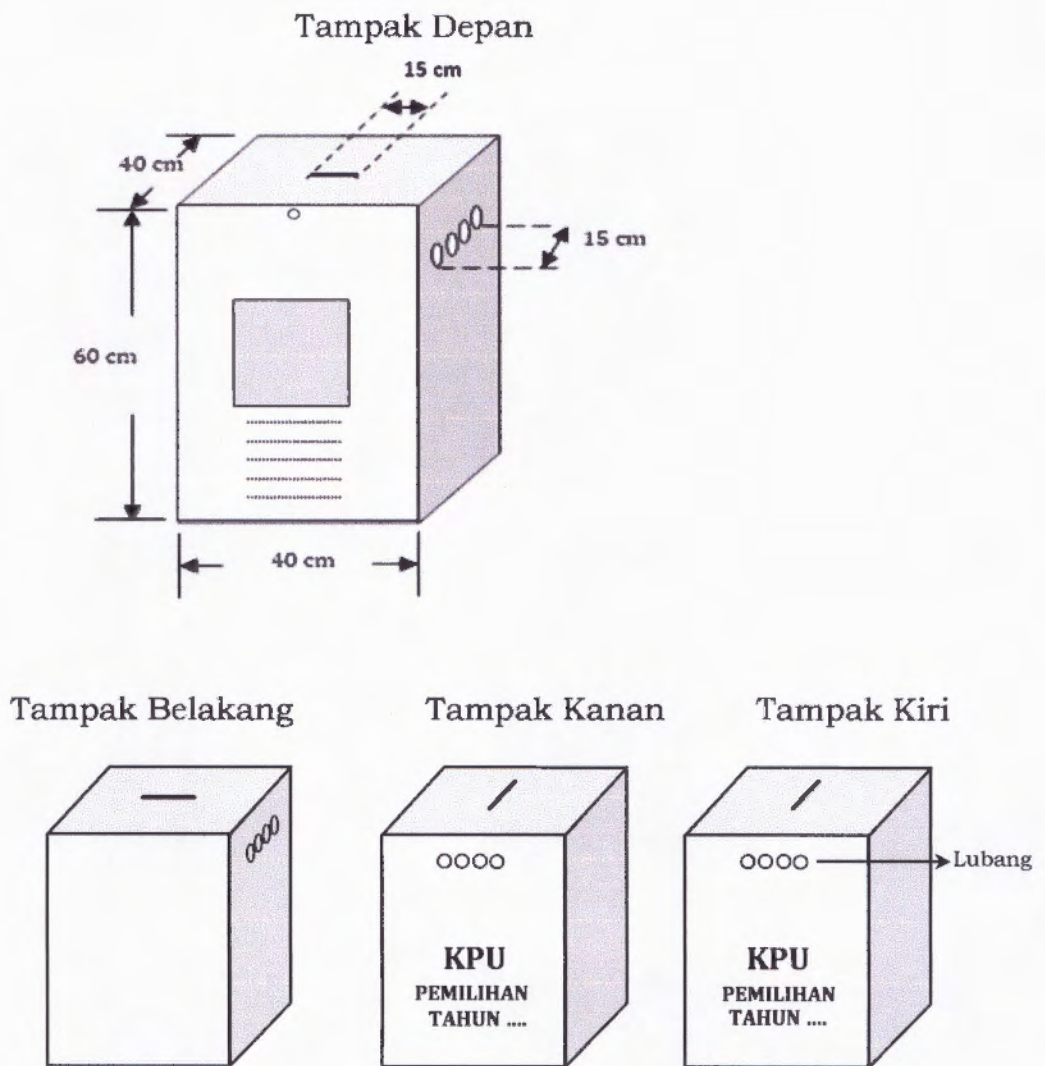 Tampak Depan
15 cm
40 cm
15 cm
60 cm
40 cm
Tampak Belakang
Tampak Kanan
Tampak Kiri
Lubang
KPU
PEMILIHAN
TAHUN ....
KPU
PEMILIHAN
TAHUN ....